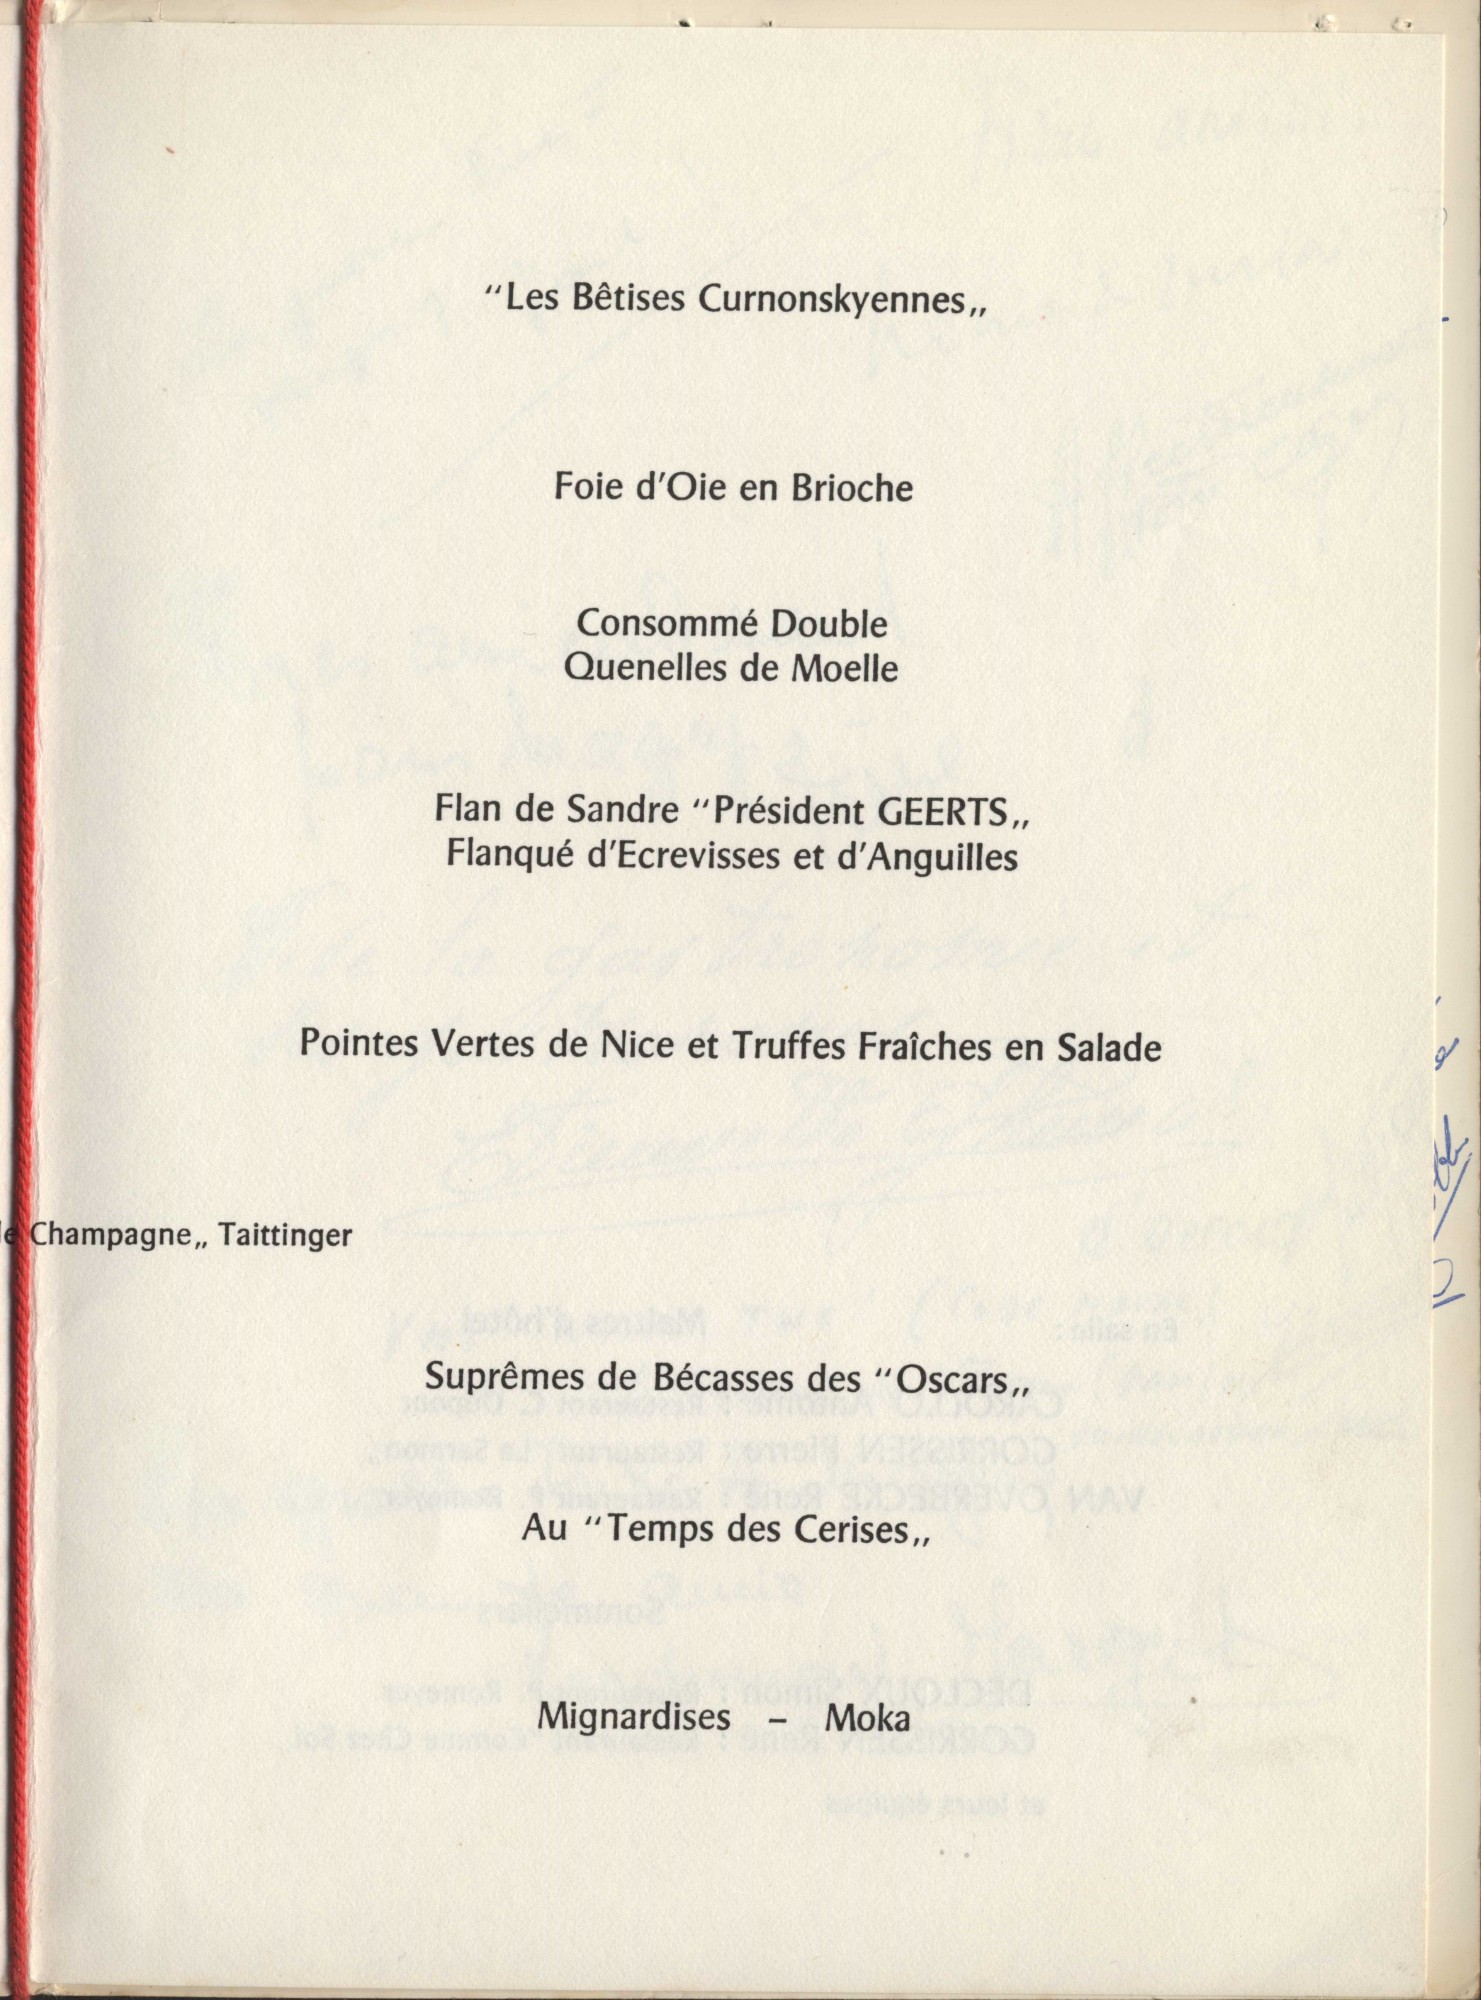 “Les Bêtises Curnonskyennes„
Foie d'Oie en Brioche
Consommé Double
Quenelles de Moelle
Flan de Sandre “Président GEERTS„
Flanqué d'Ecrevisses et d'Anguilles
Pointes Vertes de Nice et Truffes Fraîches en Salade
Champagne„ Taittinger
Suprêmes de Bécasses des “Oscars„
Au “Temps des Cerises„
Mignardises – Moka